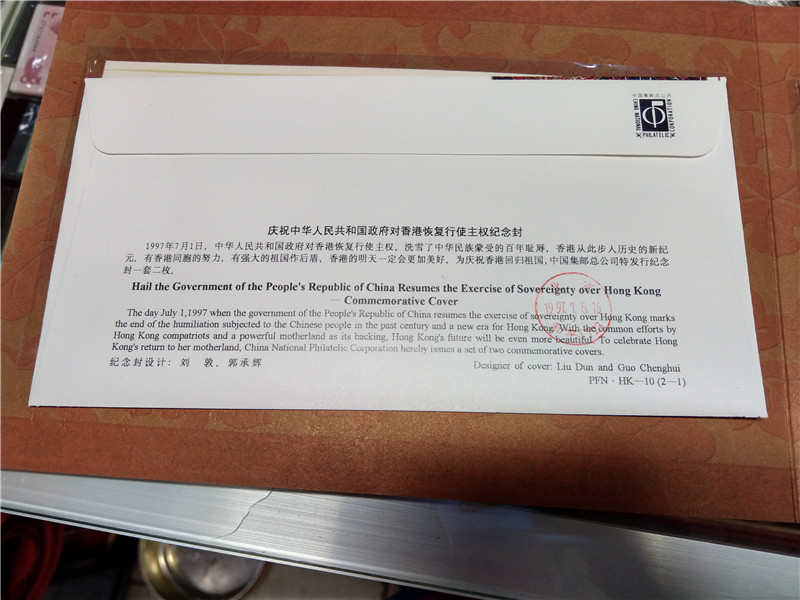 中国集邮总公司
CHINA NATIONAL PHILATELIC CORPORATION
庆祝中华人民共和国政府对香港恢复行使主权纪念封
1997年7月1日,中华人民共和国政府对香港恢复行使主权,洗雪了中华民族蒙受的百年耻辱,香港从此步入历史的新纪
元。有香港同胞的努力,有强大的祖国作后盾,香港的明天一定会更加美好。为庆祝香港回归祖国,中国集邮总公司特发行纪念
封一套二枚。
Hail the Government of the People's Republic of China Resumes the Exercise of Sovereignty over Hong Kong
— Commemorative Cover
The day July 1,1997 when the government of the People's Republic of China resumes the exercise of sovereignty over Hong Kong marks
the end of the humiliation subjected to the Chinese people in the past century and a new era for Hong Kong. With the common efforts by
Hong Kong compatriots and a powerful motherland as its backing, Hong Kong's future will be even more beautiful. To celebrate Hong
Kong's return to her motherland, China National Philatelic Corporation hereby issues a set of two commemorative covers.
纪念封设计:刘 敦、郭承辉
Designer of cover: Liu Dun and Guo Chenghui
PFN·HK—10 (2—1)